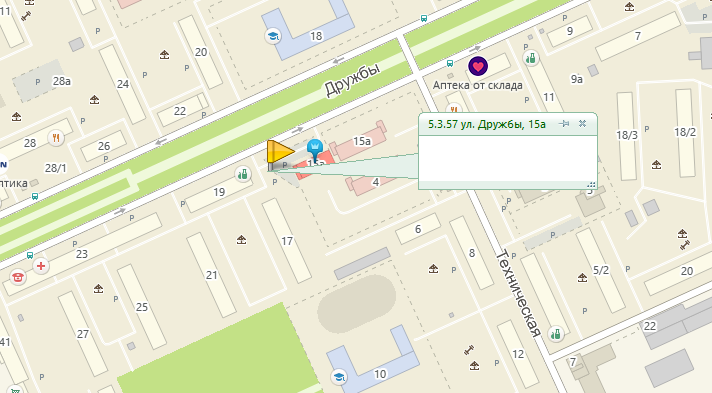 9
7
18
20
Дружбы
28а
24
Аптека от склада
9а
11
22
5.3.57 ул. Дружбы, 15а
18/3
18/2
28
26
15а
15а
28/1
птика
4
19
5
17
6
23
8
21
5/2
20
Техническая
25
27
22
41
12
7
10
P
P
P
P
P
P
P
P
P
P
P
P
P
P